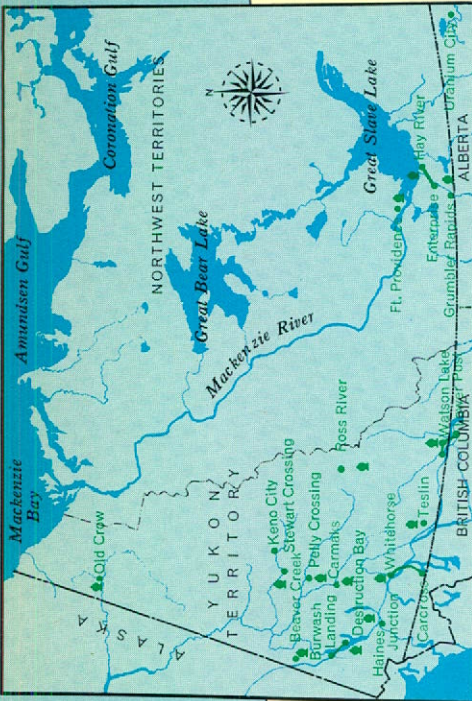 Mackenzie
Bay
Amundsen Gulf
Coronation Gulf
Old Crow
NORTHWEST TERRITORIES
N
Great Bear Lake
ALASKA
Mackenzie River
YUKON
TERRITORY
Great Slave Lake
Keno City
Stewart Crossing
Beaver Creek
Pelly Crossing
Burwash
Landing
Carmaks
Ross River
Destruction Bay
Ft. Providence
Hay River
Enterprise
Haines
Junction
Whitehorse
Carcross
Teslin
Watson Lake
Post
Grumbler Rapids
Uranium City
BRITISH COLUMBIA
ALBERTA